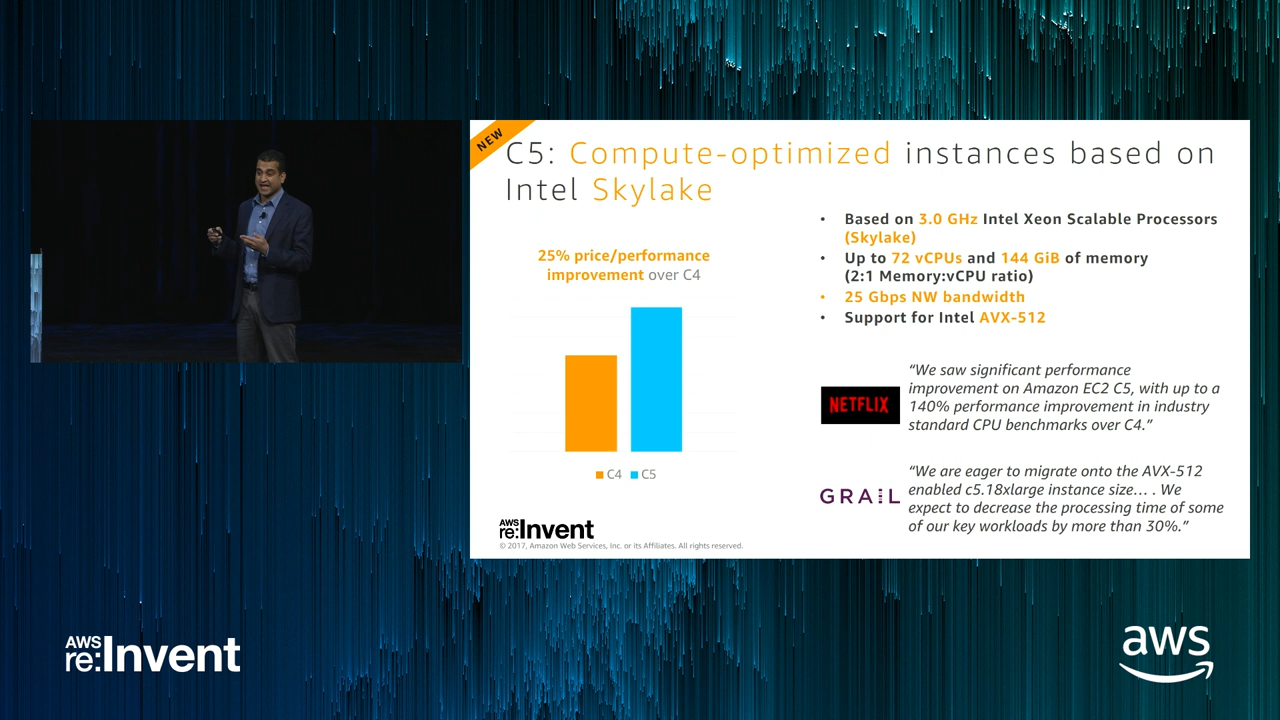 NEW
C5: Compute-optimized instances based on
Intel Skylake
25% price/performance
improvement over C4
C4 C5
• Based on 3.0 GHz Intel Xeon Scalable Processors
(Skylake)
• Up to 72 vCPUs and 144 GiB of memory
(2:1 Memory:vCPU ratio)
• 25 Gbps NW bandwidth
• Support for Intel AVX-512
NETFLIX
“We saw significant performance
improvement on Amazon EC2 C5, with up to a
140% performance improvement in industry
standard CPU benchmarks over C4.”
GRAIL
“We are eager to migrate onto the AVX-512
enabled c5.18xlarge instance size… . We
expect to decrease the processing time of some
of our key workloads by more than 30%.”
AWS
re:Invent
© 2017, Amazon Web Services, Inc. or its Affiliates. All rights reserved.
AWS
re:Invent
aws